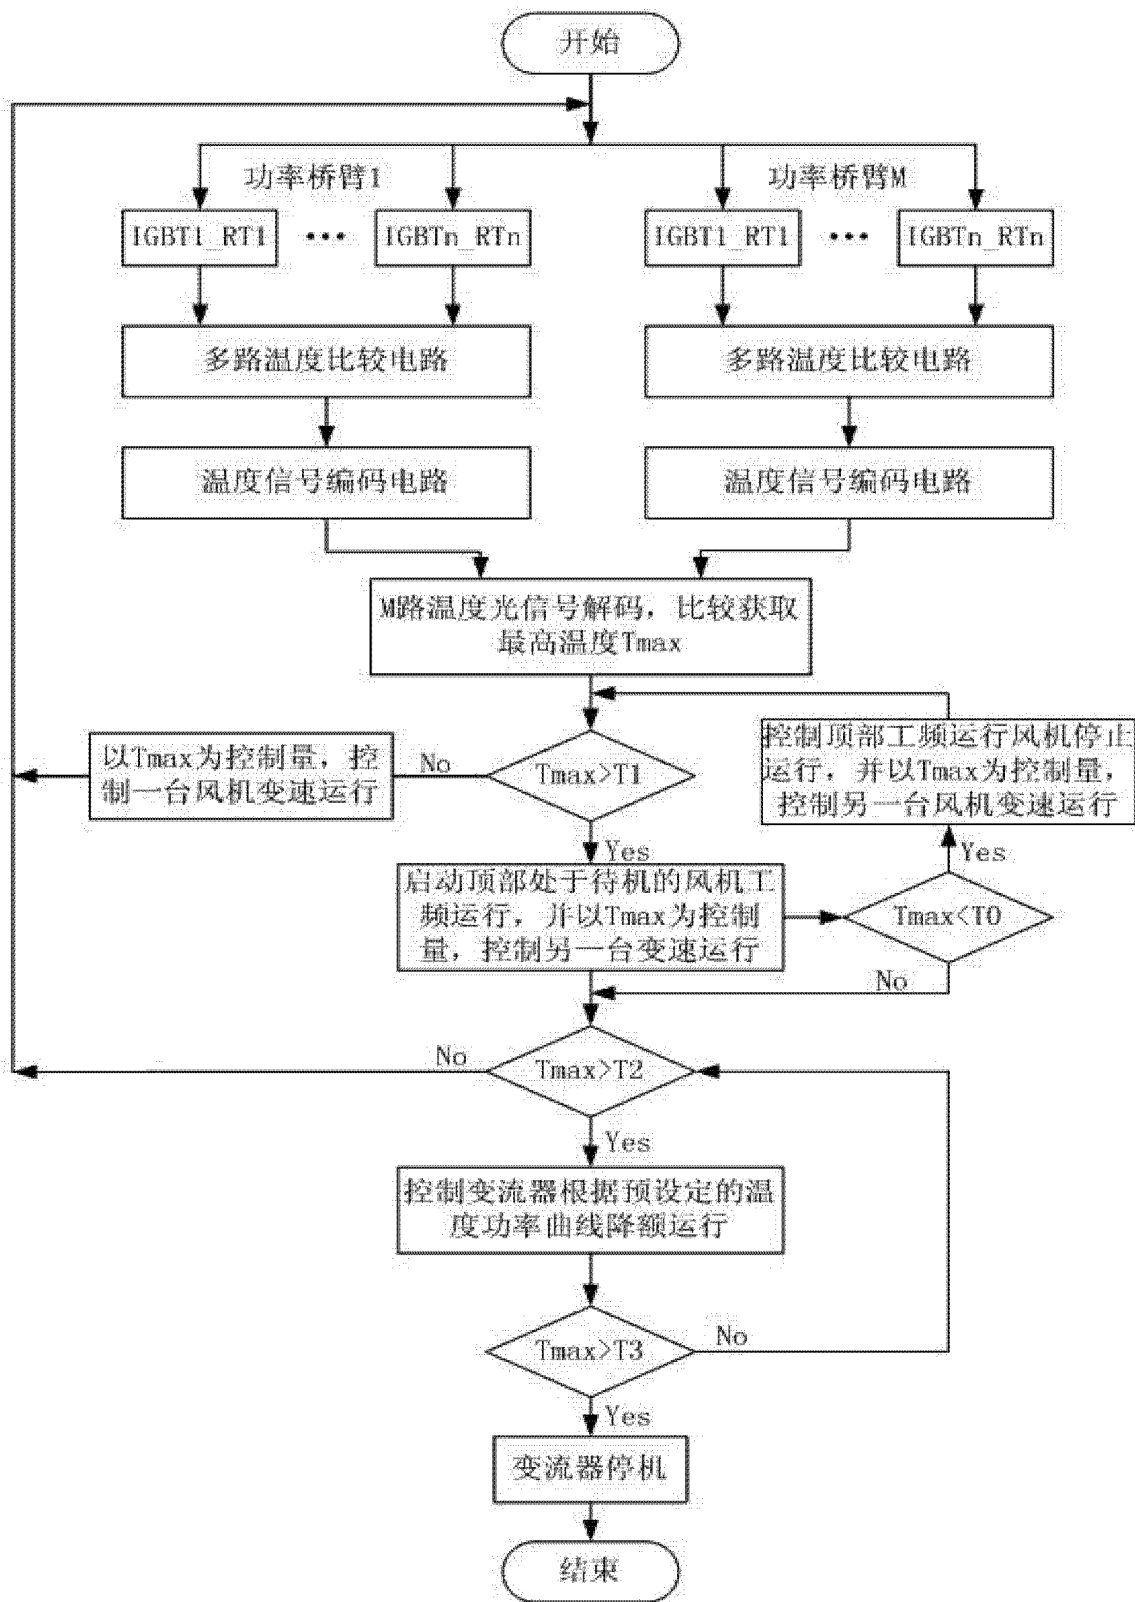 开始
功率桥臂1
功率桥臂M
IGBT1_RT1
•••
IGBTn_RTn
IGBT1_RT1
•••
IGBTn_RTn
多路温度比较电路
多路温度比较电路
温度信号编码电路
温度信号编码电路
M路温度光信号解码，比较获取
最高温度Tmax
以Tmax为控制量，控
制一台风机变速运行
No
Tmax>T1
控制顶部工频运行风机停止
运行，并以Tmax为控制量，
控制另一台风机变速运行
Yes
Yes
启动顶部处于待机的风机工
频运行，并以Tmax为控制
量，控制另一台变速运行
Tmax<T0
No
No
Tmax>T2
Yes
控制变流器根据预设定的温
度功率曲线降额运行
Tmax>T3
No
Yes
变流器停机
结束